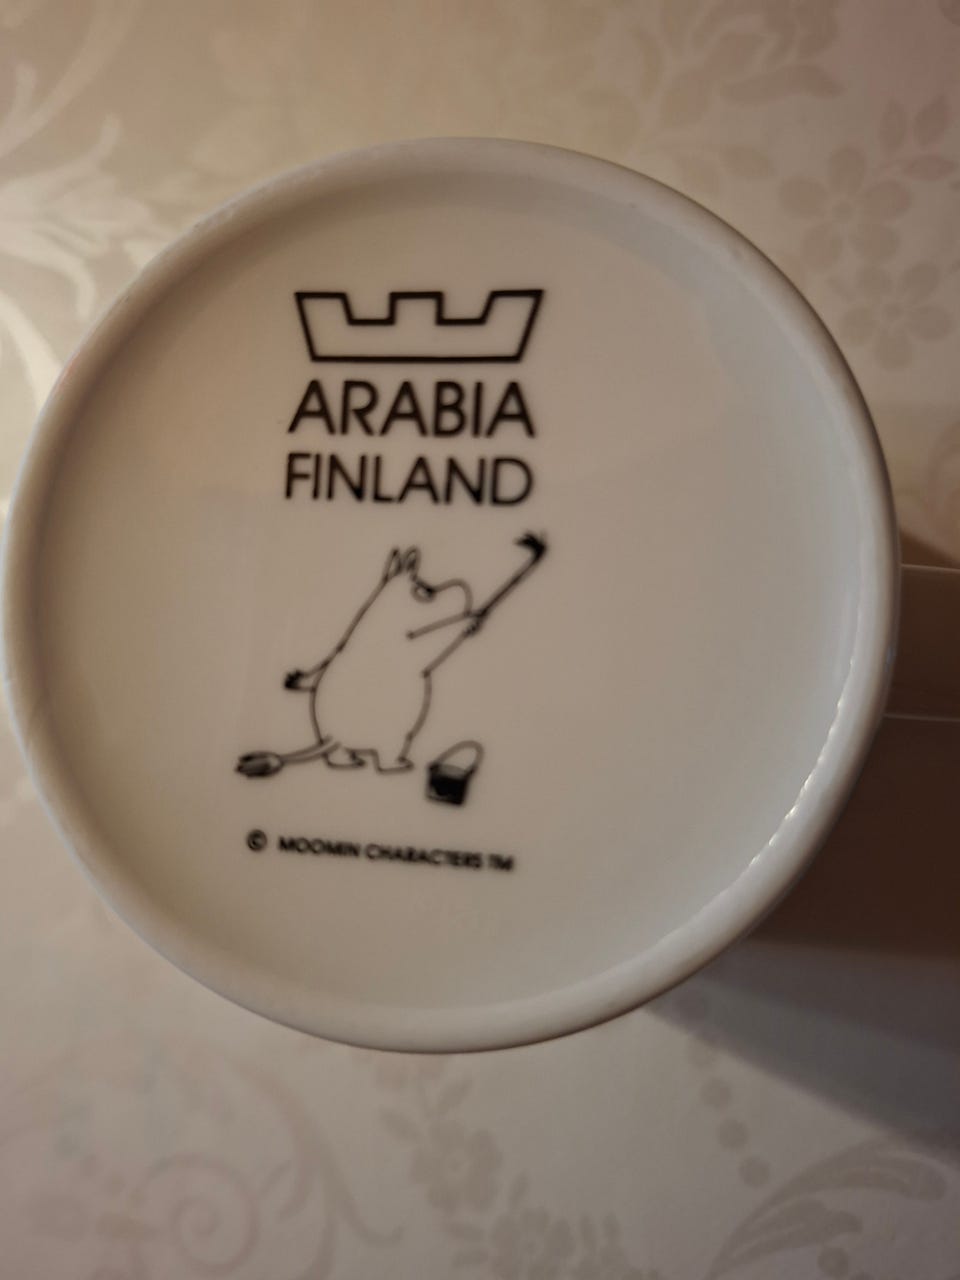 ARABIA
FINLAND
© MOOMIN CHARACTERS ™